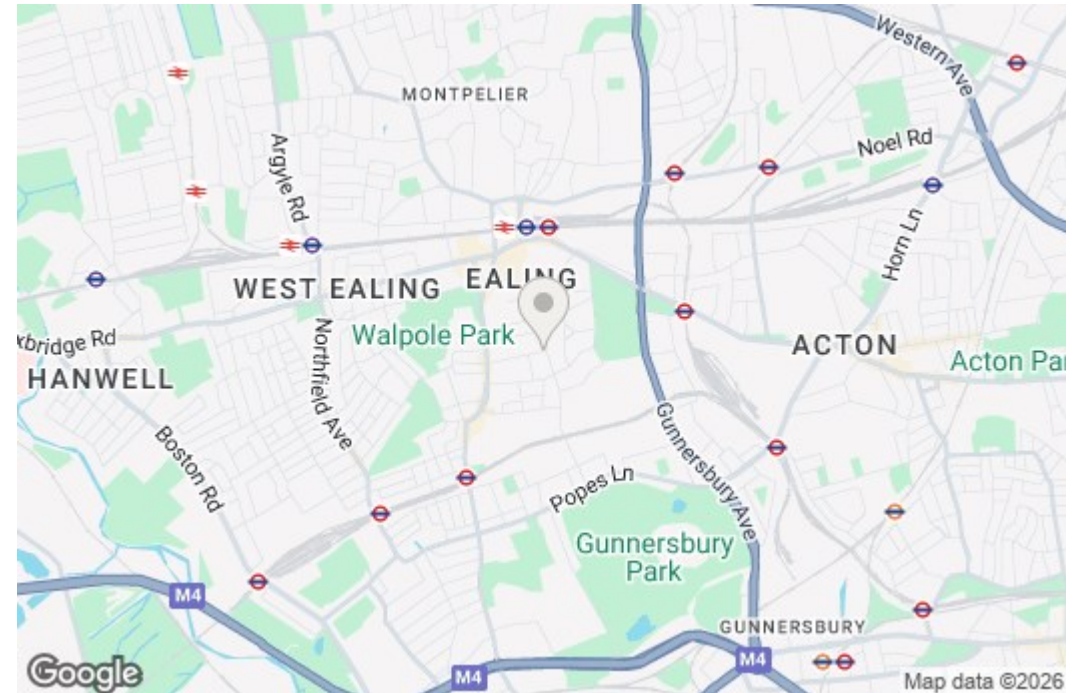 Western Ave
MONTPELIER
Noel Rd
Argyle Rd
Horn Ln
WEST EALING
EALING
Walpole Park
xbridge Rd
ACTON
Acton Par
HANWELL
Northfield Ave
Gunnersbury Ave
Boston Rd
Popes Ln
Gunnersbury
Park
M4
GUNNERSBURY
M4
M4
Google
Map data ©2026